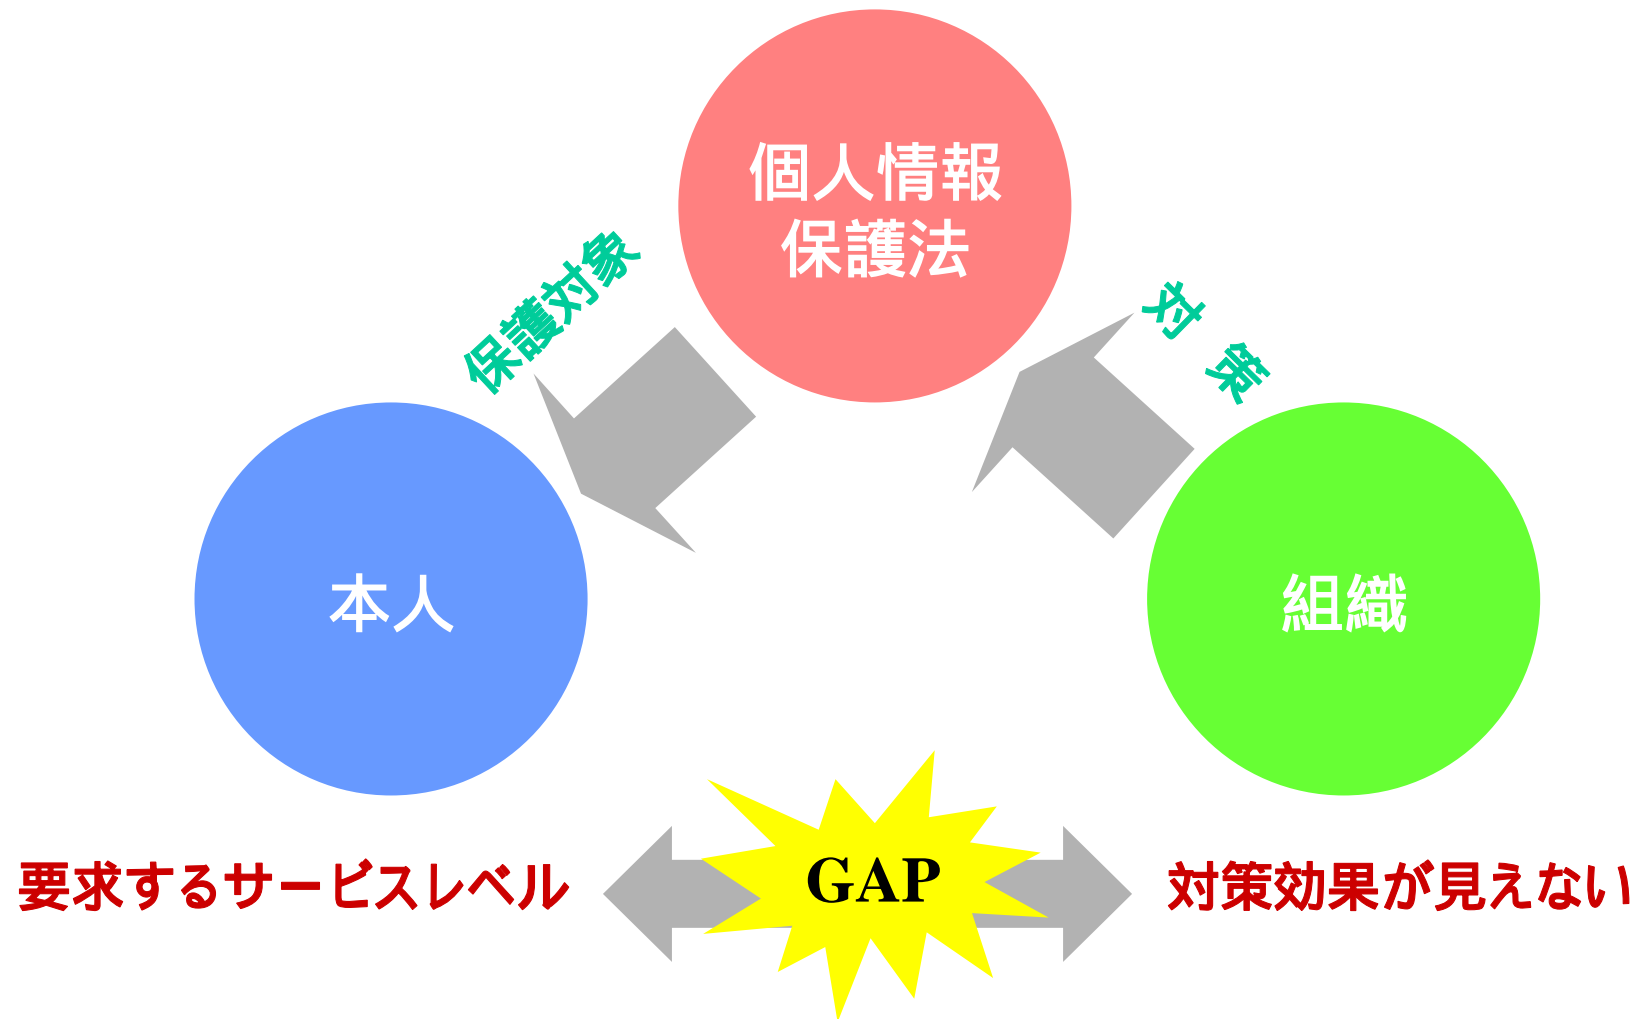 個人情報
保護法
保護対象
対 策
本人
組織
要求するサービスレベル
GAP
対策効果が見えない